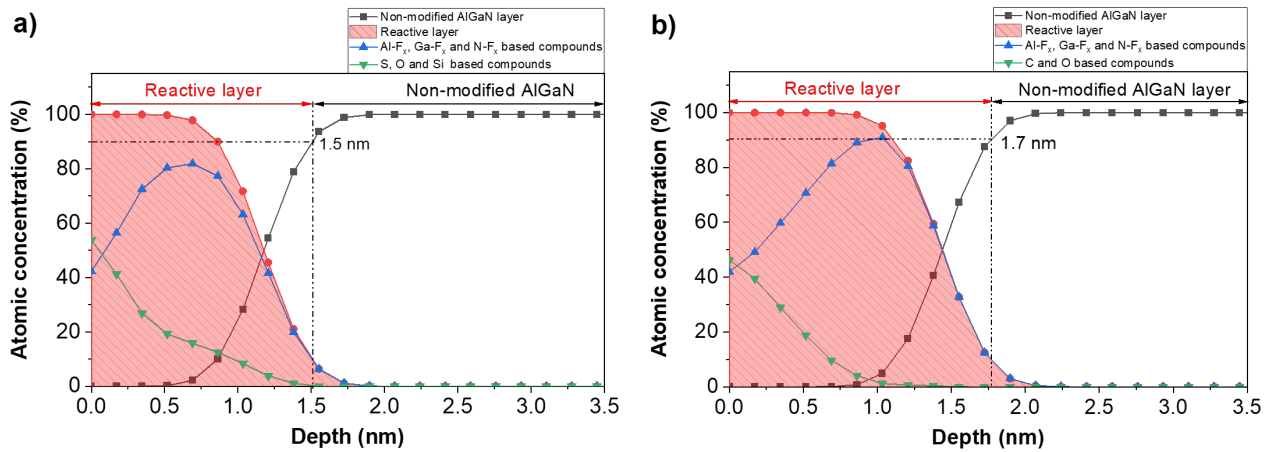 a)
Non-modified AlGaN layer
Reactive layer
Al-Fx, Ga-Fx and N-Fx based compounds
S, O and Si based compounds
Reactive layer
Non-modified AlGaN
1.5 nm
Atomic concentration (%)
100
80
60
40
20
0
0.0
0.5
1.0
1.5
2.0
2.5
3.0
3.5
Depth (nm)
b)
Non-modified AlGaN layer
Reactive layer
Al-Fx, Ga-Fx and N-Fx based compounds
C and O based compounds
Reactive layer
Non-modified AlGaN layer
1.7 nm
Atomic concentration (%)
100
80
60
40
20
0
0.0
0.5
1.0
1.5
2.0
2.5
3.0
3.5
Depth (nm)